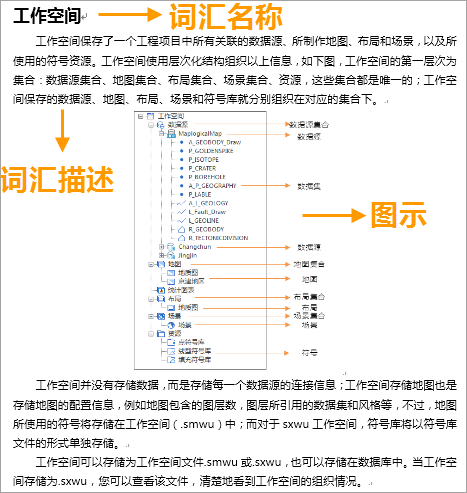 工作空间 词汇名称
工作空间保存了一个工程项目中所有关联的数据源、所制作地图、布局和场景，以及所
使用的符号资源。工作空间使用层次化结构组织以上信息，如下图，工作空间的第一层次为
集合：数据源集合、地图集合、布局集合、场景集合、资源，这些集合都是唯一的；工作空
间保存的数据源、地图、布局、场景和符号库就分别组织在对应的集合下。
词汇描述
图示
工作空间
数据源 数据源集合
MaplogicalMap 数据源
A_GEOBODY_Draw
P_GOLDENSPIKE
P_ISOTOPE
P_CRATER
P_BOREHOLE
A_P_GEOGRAPHY 数据集
P_LABLE
A_L_GEOLOGY
L_Fault_Draw
L_GEOLINE
R_GEOBODY
R_TECTONICDIVISION
Changchun 数据源
Jingjin
地图 地图集合
地质图
点建地区 地图
统计图表
布局 布局集合
地质图 布局
场景 场景集合
场景 场景
资源
点符号库
线型符号库 符号
填充符号库
工作空间并没有存储数据，而是存储每一个数据源的连接信息；工作空间存储地图也是
存储地图的配置信息，例如地图包含的图层数，图层所引用的数据集和风格等，不过，地图
所使用的符号将存储在工作空间（.smwu）中；而对于 sxwu 工作空间，符号库将以符号库
文件的形式单独存储。
工作空间可以存储为工作空间文件.smwu 或.sxwu，也可以存储在数据库中。当工作空
间存储为.sxwu，您可以查看该文件，清楚地看到工作空间的组织情况。